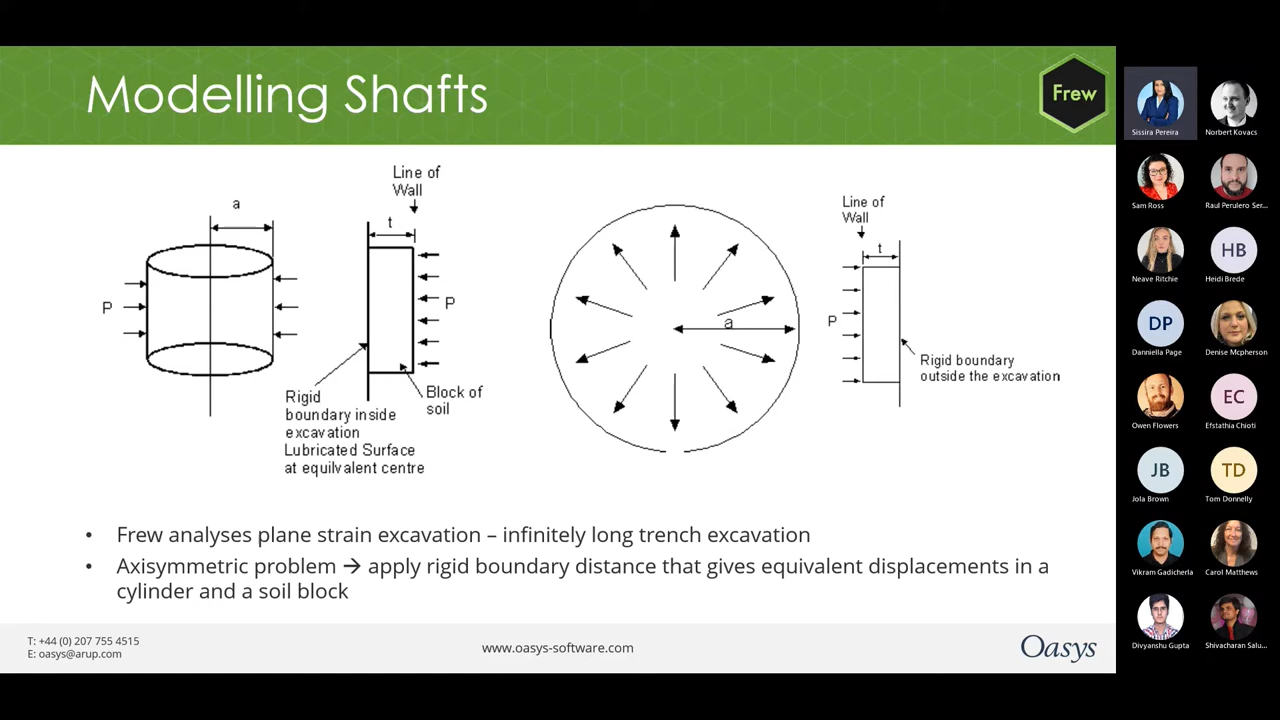 Modelling Shafts
Frew
a
P
Line of
Wall
t
P
Rigid
boundary inside
excavation
Lubricated Surface
at equilvalent centre
Block of
soil
a
Line of
Wall
t
P
Rigid boundary
outside the excavation
• Frew analyses plane strain excavation – infinitely long trench excavation
• Axisymmetric problem → apply rigid boundary distance that gives equivalent displacements in a
cylinder and a soil block
T: +44 (0) 207 755 4515
E: oasys@arup.com
www.oasys-software.com
Oasys
Sissira Pereira
Norbert Kovacs
Sam Ross
Raul Perulero Ser...
Neave Ritchie
HB
Heidi Brede
DP
Danniella Page
Denise Mcpherson
Owen Flowers
EC
Efstathia Chioti
JB
Jola Brown
TD
Tom Donnelly
Vikram Gadicherla
Carol Matthews
Divyanshu Gupta
Shivacharan Salu...